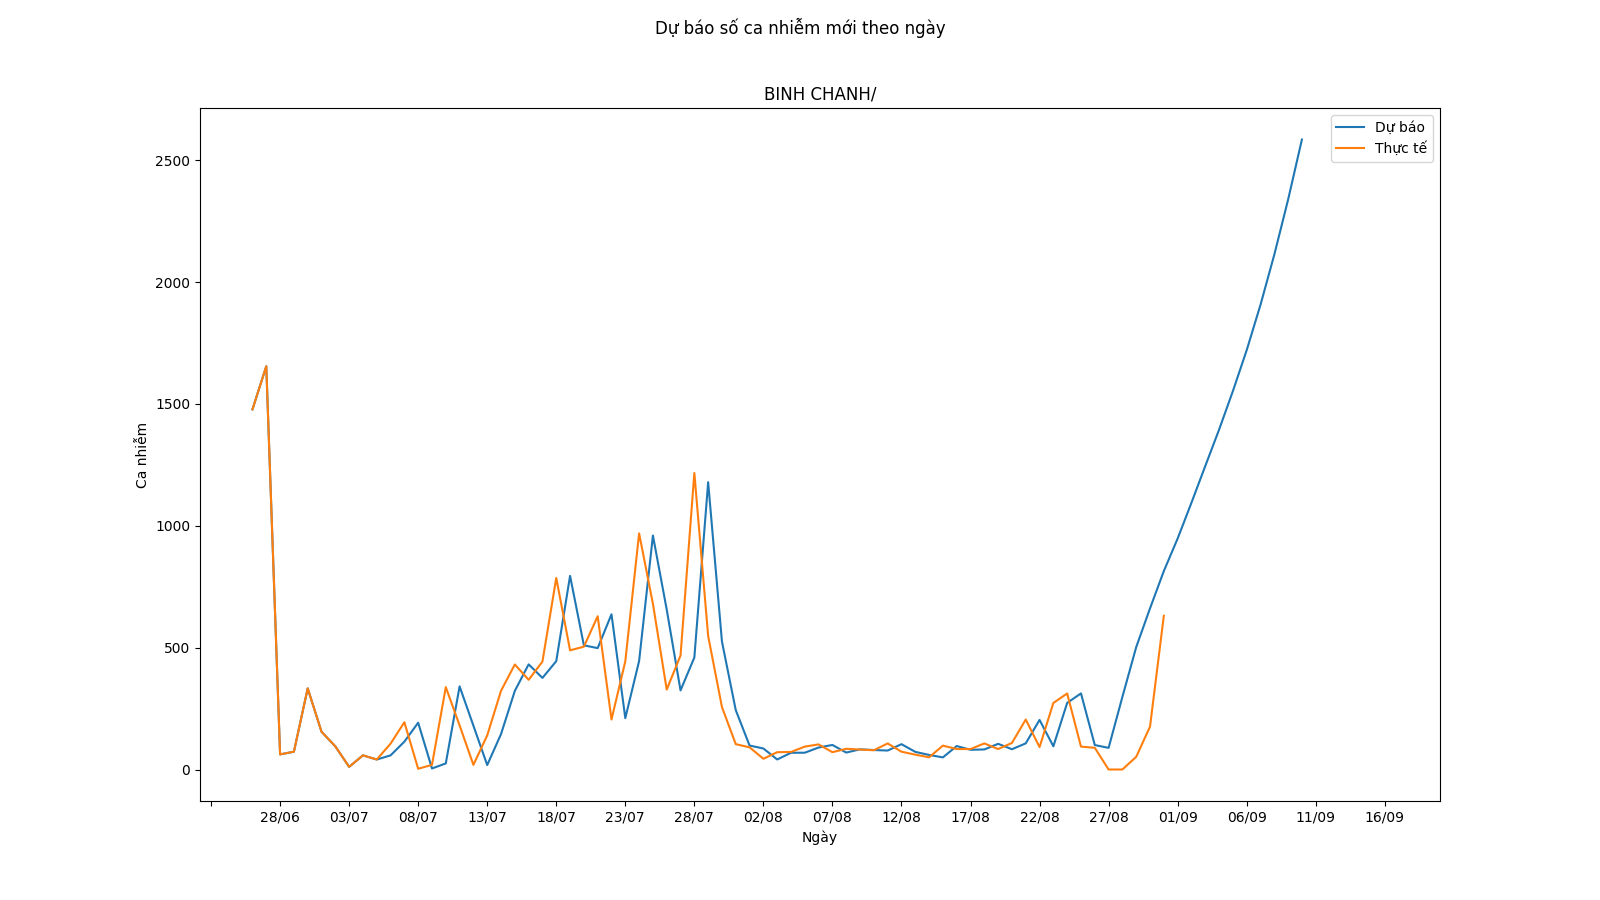 Dự báo số ca nhiễm mới theo ngày
BINH CHANH/
Dự báo
Thực tế
2500
2000
1500
1000
500
0
Ca nhiễm
28/06 03/07 08/07 13/07 18/07 23/07 28/07 02/08 07/08 12/08 17/08 22/08 27/08 01/09 06/09 11/09 16/09
Ngày